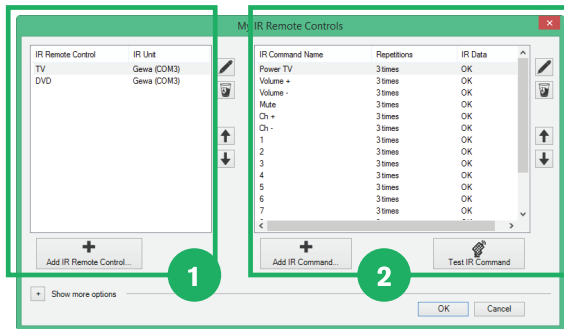 My IR Remote Controls
IR Remote Control IR Unit
TV Gewa (COM3)
DVD Gewa (COM3)
Add IR Remote Control...
1
IR Command Name Repetitions IR Data
Power TV 3 times OK
Volume + 3 times OK
Volume - 3 times OK
Mute 3 times OK
Ch + 3 times OK
Ch - 3 times OK
1 3 times OK
2 3 times OK
3 3 times OK
4 3 times OK
5 3 times OK
6 3 times OK
7 3 times OK
Add IR Command...
Test IR Command
2
+ Show more options
OK Cancel